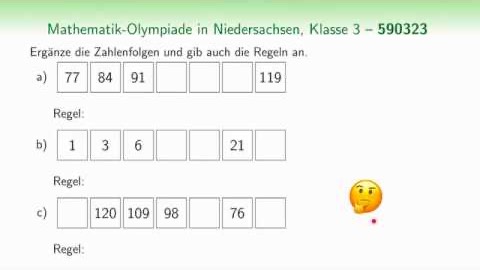 Mathematik-Olympiade in Niedersachsen, Klasse 3 – 590323
Ergänze die Zahlenfolgen und gib auch die Regeln an.
a) 77 84 91 119
Regel:
b) 1 3 6 21
Regel:
c) 120 109 98 76
Regel: